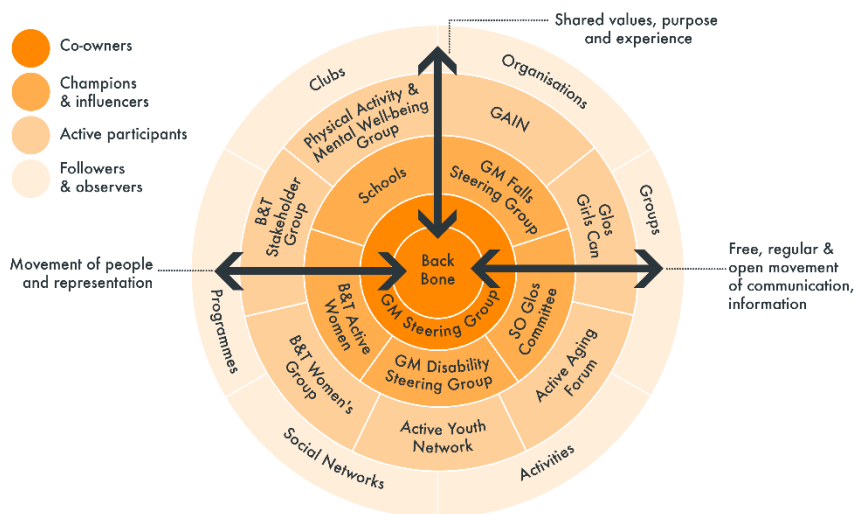 Shared values, purpose
and experience
Co-owners
Champions
& influencers
Active participants
Followers
& observers
Clubs
Organisations
Physical Activity &
Mental Well-being
Group
GAIN
Schools
GM Falls
Steering Group
B&T
Stakeholder
Group
Glos
Girls Can
Groups
Back
Bone
GM Steering Group
Movement of people
and representation
Free, regular &
open movement
of communication,
information
Programmes
B&T Active
Women
SO Glos
Committee
B&T Women's
Group
GM Disability
Steering Group
Active Aging
Forum
Active Youth
Network
Social Networks
Activities